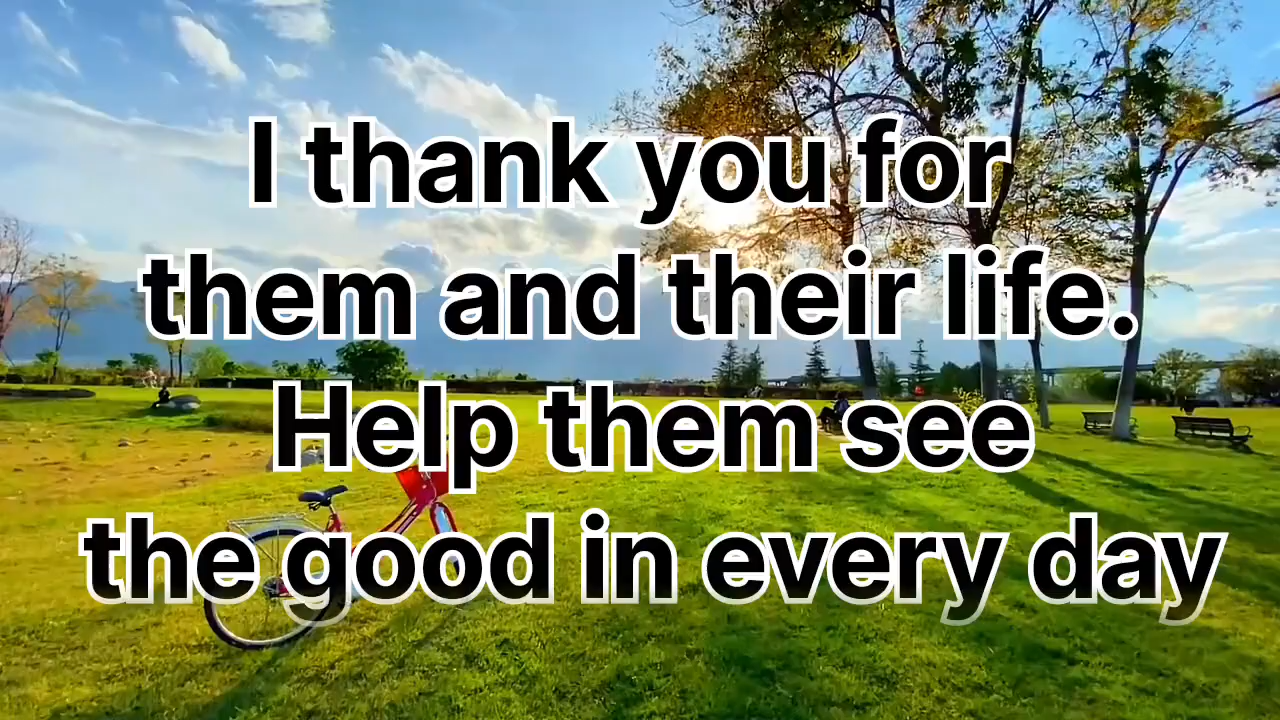 I thank you for
them and their life.
Help them see
the good in every day